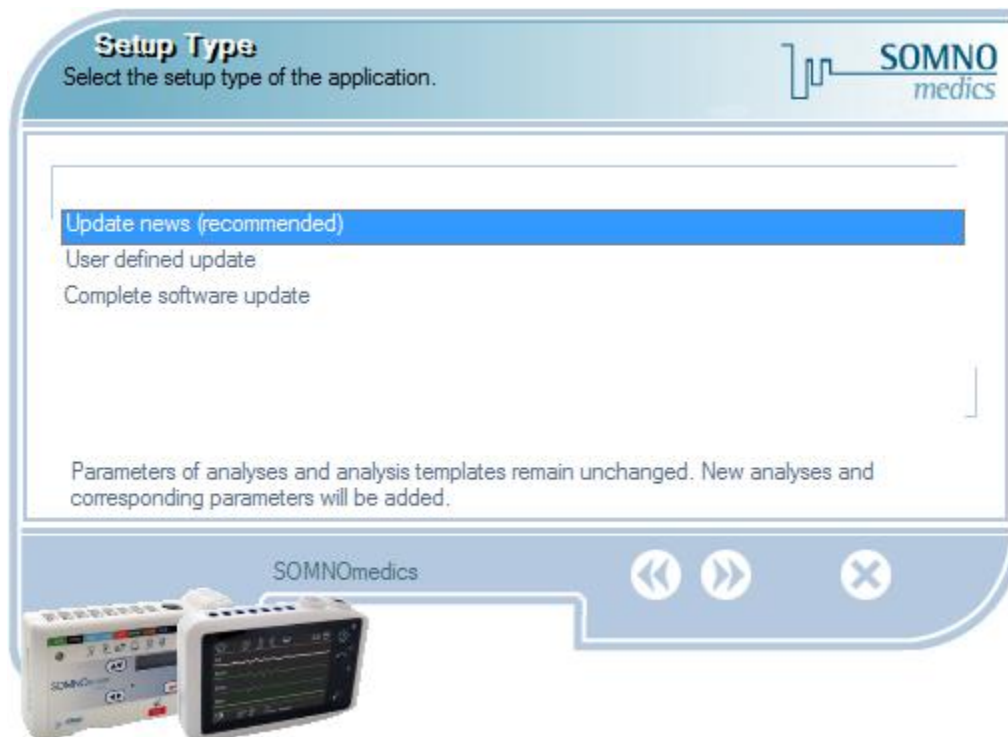 Setup Type
Select the setup type of the application.
SOMNO
medics
Update news (recommended)
User defined update
Complete software update
Parameters of analyses and analysis templates remain unchanged. New analyses and
corresponding parameters will be added.
SOMNOmedics